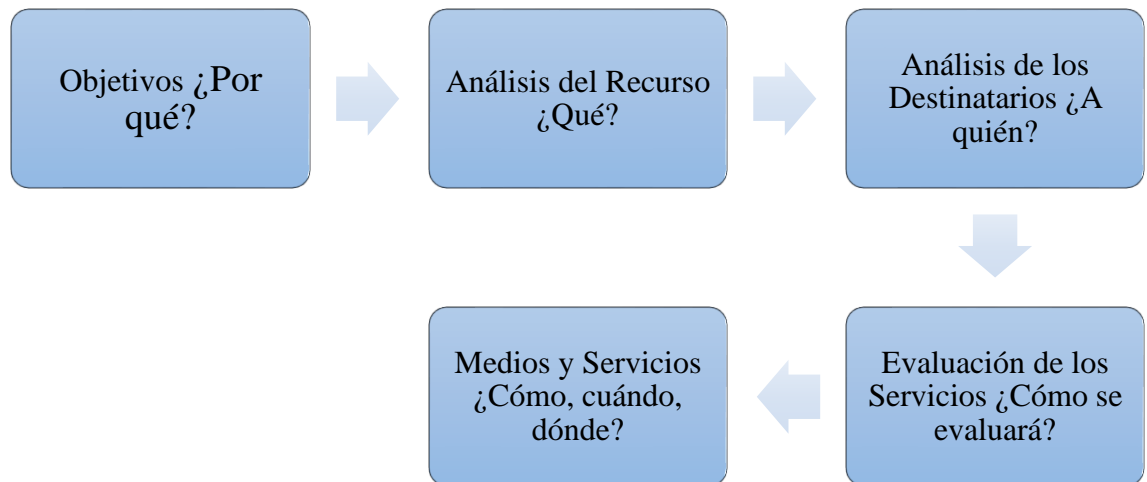 Objetivos ¿Por
qué?
Análisis del Recurso
¿Qué?
Análisis de los
Destinatarios ¿A
quién?
Medios y Servicios
¿Cómo, cuándo,
dónde?
Evaluación de los
Servicios ¿Cómo se
evaluará?